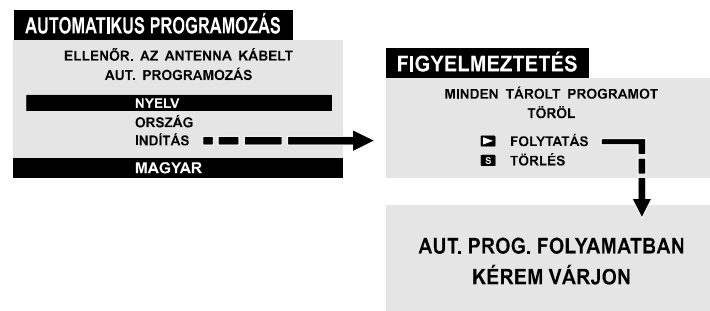 AUTOMATIKUS PROGRAMOZÁS
ELLENŐR. AZ ANTENNA KÁBELT
AUT. PROGRAMOZÁS
NYELV
ORSZÁG
INDÍTÁS
MAGYAR
FIGYELMEZTETÉS
MINDEN TÁROLT PROGRAMOT
TÖRÖL
FOLYTATÁS
S TÖRLÉS
AUT. PROG. FOLYAMATBAN
KÉREM VÁRJON